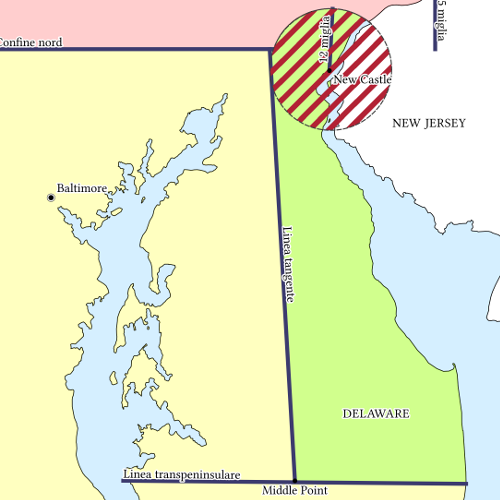 5 miglia
Confine nord
12 miglia
New Castle
NEW JERSEY
Baltimore
Linea tangente
DELAWARE
Linea transpeninsulare
Middle Point